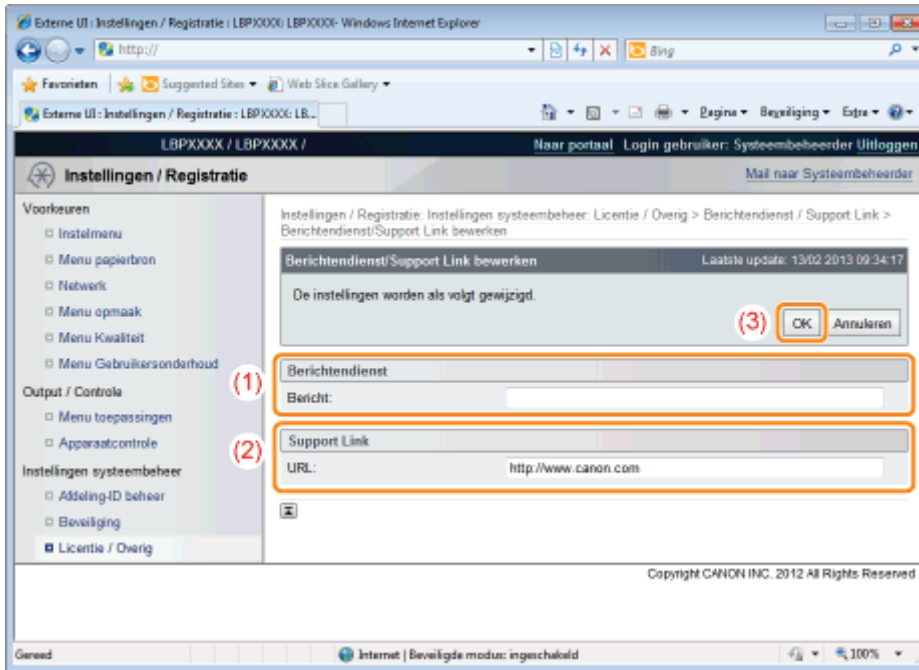 Externe UI : Instellingen / Registratie : LBPXXXX: LBPXXXX- Windows Internet Explorer
http://
Bing
Favorieten Suggested Sites Web Slice Gallery
Externe UI : Instellingen / Registratie : LBPXXXX: LB...
Pagina Beveiliging Extra
LBPXXXX / LBPXXXX /
Naar portaal Login gebruiker: Systeembeheerder Uitloggen
Instellingen / Registratie
Mail naar Systeembeheerder
Voorkeuren
Instelmenu
Menu papierbron
Netwerk
Menu opmaak
Menu Kwaliteit
Menu Gebruikersonderhoud
Output / Controle
Menu toepassingen
Apparaatcontrole
Instellingen systeembeheer
Afdeling-ID beheer
Beveiliging
Licentie / Overig
Instellingen / Registratie: Instellingen systeembeheer: Licentie / Overig > Berichtendienst / Support Link >
Berichtendienst/Support Link bewerken
Berichtendienst/Support Link bewerken
Laatste update: 13/02 2013 09:34:17
De instellingen worden als volgt gewijzigd.
(3) OK Annuleren
(1)
Berichtendienst
Bericht:
(2)
Support Link
URL: http://www.canon.com
Copyright CANON INC. 2012 All Rights Reserved
Gereed
Internet | Beveiligde modus: ingeschakeld
100%